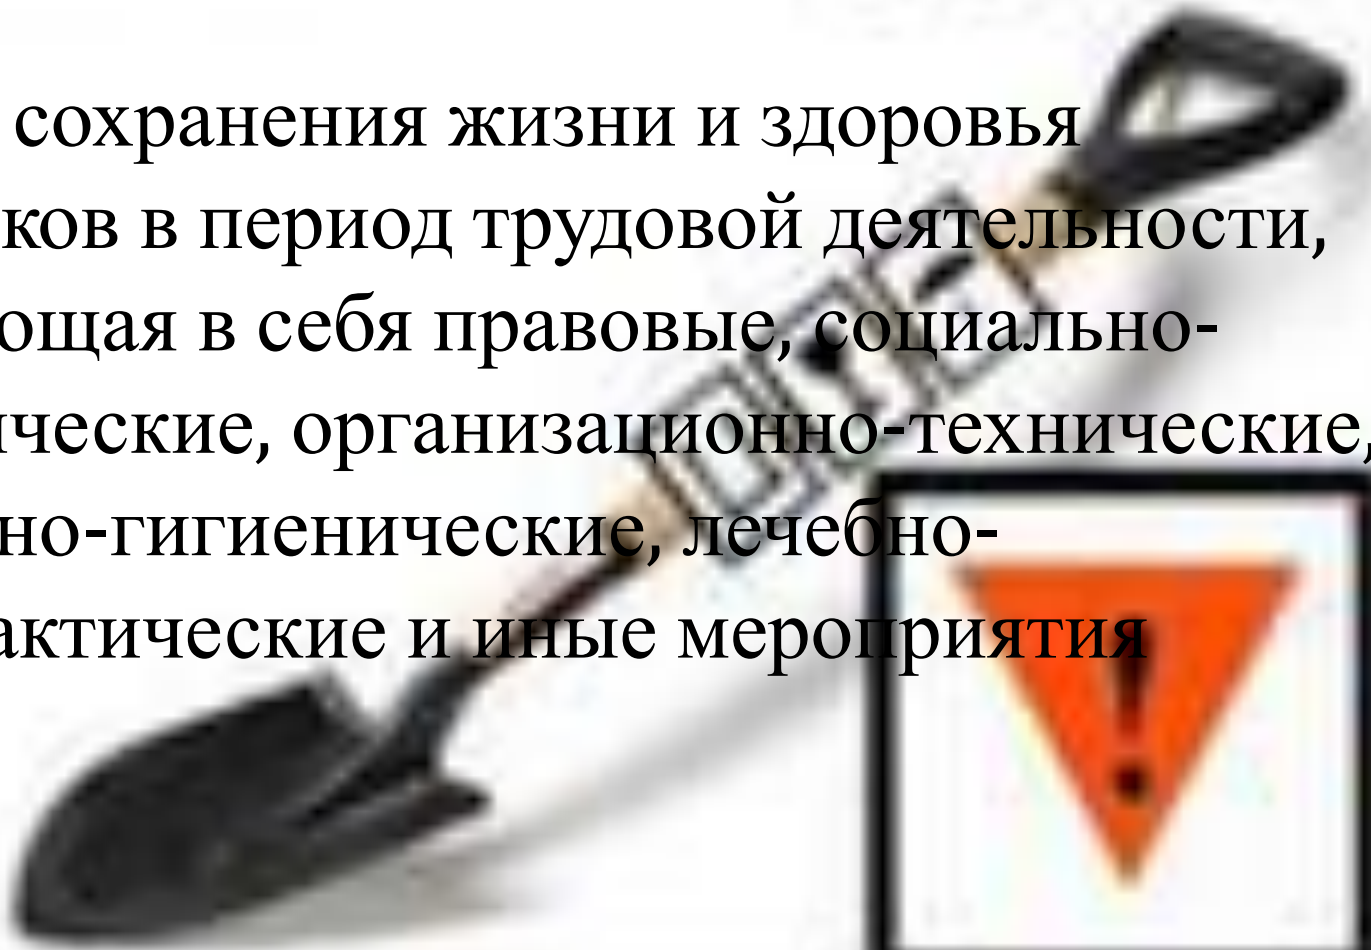 сохранения жизни и здоровья
ков в период трудовой деятельности,
ющая в себя правовые, социально-
ические, организационно-технические,
но-гигиенические, лечебно-
актические и иные мероприятия
!